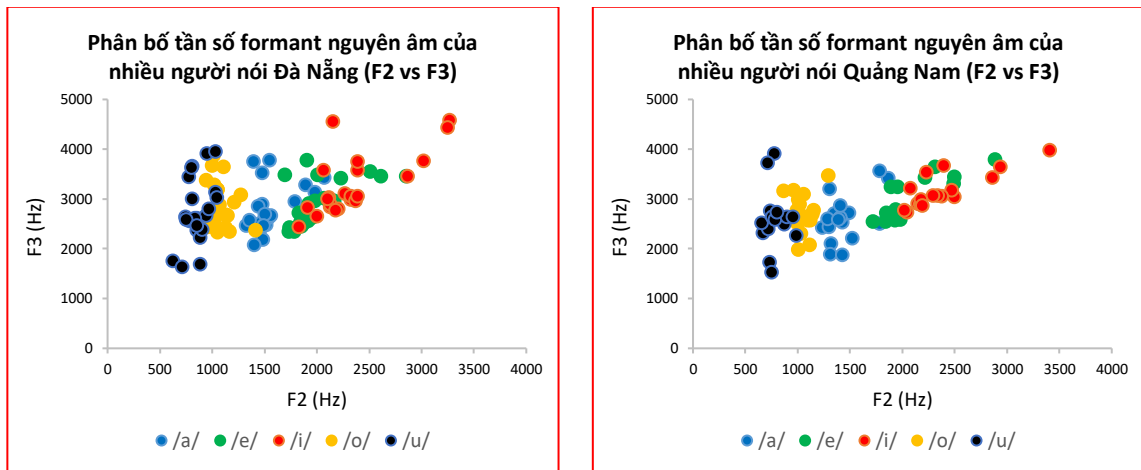 Phân bố tần số formant nguyên âm của
nhiều người nói Đà Nẵng (F2 vs F3)
5000
4000
3000
2000
1000
0
F3 (Hz)
0 500 1000 1500 2000 2500 3000 3500 4000
F2 (Hz)
/a/ /e/ /i/ /o/ /u/
Phân bố tần số formant nguyên âm của
nhiều người nói Quảng Nam (F2 vs F3)
5000
4000
3000
2000
1000
0
F3 (Hz)
0 500 1000 1500 2000 2500 3000 3500 4000
F2 (Hz)
/a/ /e/ /i/ /o/ /u/